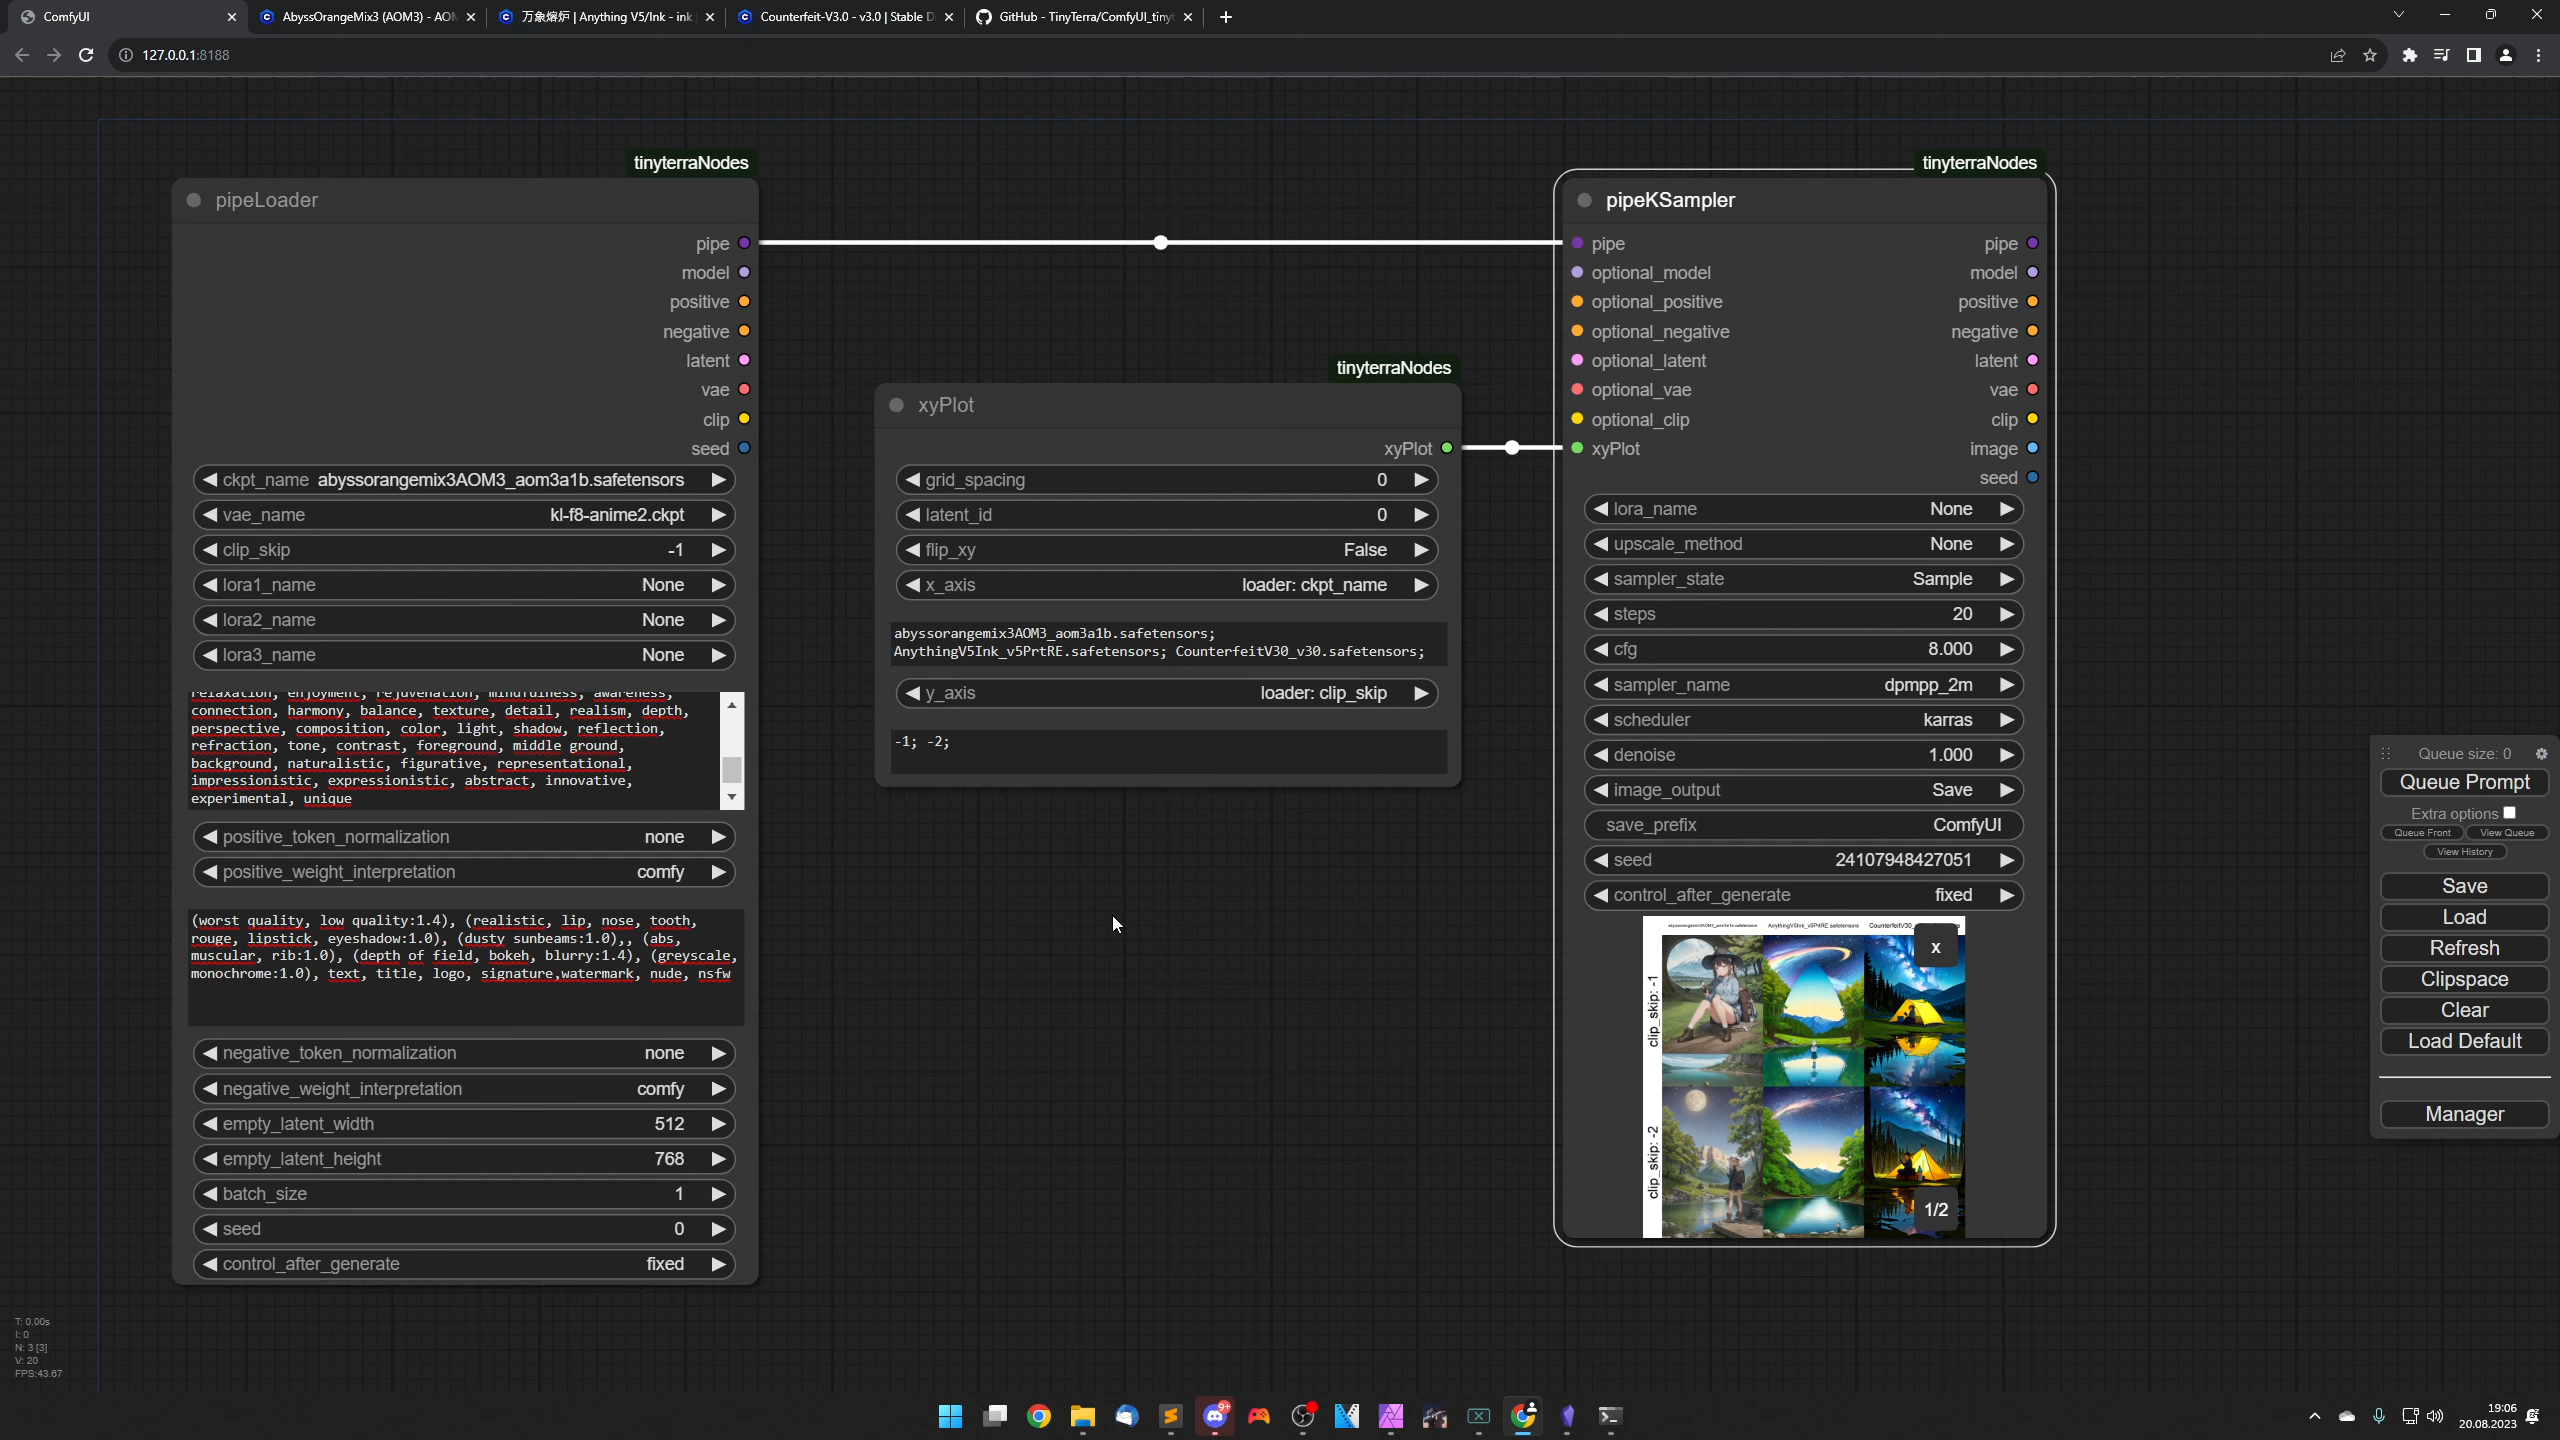 ComfyUI
AbyssOrangeMix3 (AOM3) - AOM
万象熔炉 | Anything V5/Ink - ink
Counterfeit-V3.0 - v3.0 | Stable D
GitHub - TinyTerra/ComfyUI_tinyt
127.0.0.1:8188
tinyterraNodes
pipeLoader
pipe
model
positive
negative
latent
vae
clip
seed
ckpt_name abyssorangemix3AOM3_aom3a1b.safetensors
vae_name kl-f8-anime2.ckpt
clip_skip -1
lora1_name None
lora2_name None
lora3_name None
relaxation, enjoyment, rejuvenation, mindfulness, awareness,
connection, harmony, balance, texture, detail, realism, depth,
perspective, composition, color, light, shadow, reflection,
refraction, tone, contrast, foreground, middle ground,
background, naturalistic, figurative, representational,
impressionistic, expressionistic, abstract, innovative,
experimental, unique
positive_token_normalization none
positive_weight_interpretation comfy
(worst quality, low quality:1.4), (realistic, lip, nose, tooth,
rouge, lipstick, eyeshadow:1.0), (dusty sunbeams:1.0),, (abs,
muscular, rib:1.0), (depth of field, bokeh, blurry:1.4), (greyscale,
monochrome:1.0), text, title, logo, signature,watermark, nude, nsfw
negative_token_normalization none
negative_weight_interpretation comfy
empty_latent_width 512
empty_latent_height 768
batch_size 1
seed 0
control_after_generate fixed
tinyterraNodes
xyPlot
xyPlot
grid_spacing 0
latent_id 0
flip_xy False
x_axis loader: ckpt_name
abyssorangemix3AOM3_aom3a1b.safetensors;
AnythingV5Ink_v5PrtRE.safetensors; CounterfeitV30_v30.safetensors;
y_axis loader: clip_skip
-1; -2;
tinyterraNodes
pipeKSampler
pipe pipe
optional_model model
optional_positive positive
optional_negative negative
optional_latent latent
optional_vae vae
optional_clip clip
xyPlot image
seed
lora_name None
upscale_method None
sampler_state Sample
steps 20
cfg 8.000
sampler_name dpmpp_2m
scheduler karras
denoise 1.000
image_output Save
save_prefix ComfyUI
seed 24107948427051
control_after_generate fixed
abyssorangemix3AOM3_aom3a1b.safetensors AnythingV5Ink_v5PrtRE.safetensors CounterfeitV30_
x
clip_skip: -1
clip_skip: -2
1/2
Queue size: 0
Queue Prompt
Extra options
Queue Front View Queue
View History
Save
Load
Refresh
Clipspace
Clear
Load Default
Manager
T: 0.00s
I: 0
N: 3 [3]
V: 20
FPS:43.67
9+
19:06
20.08.2023